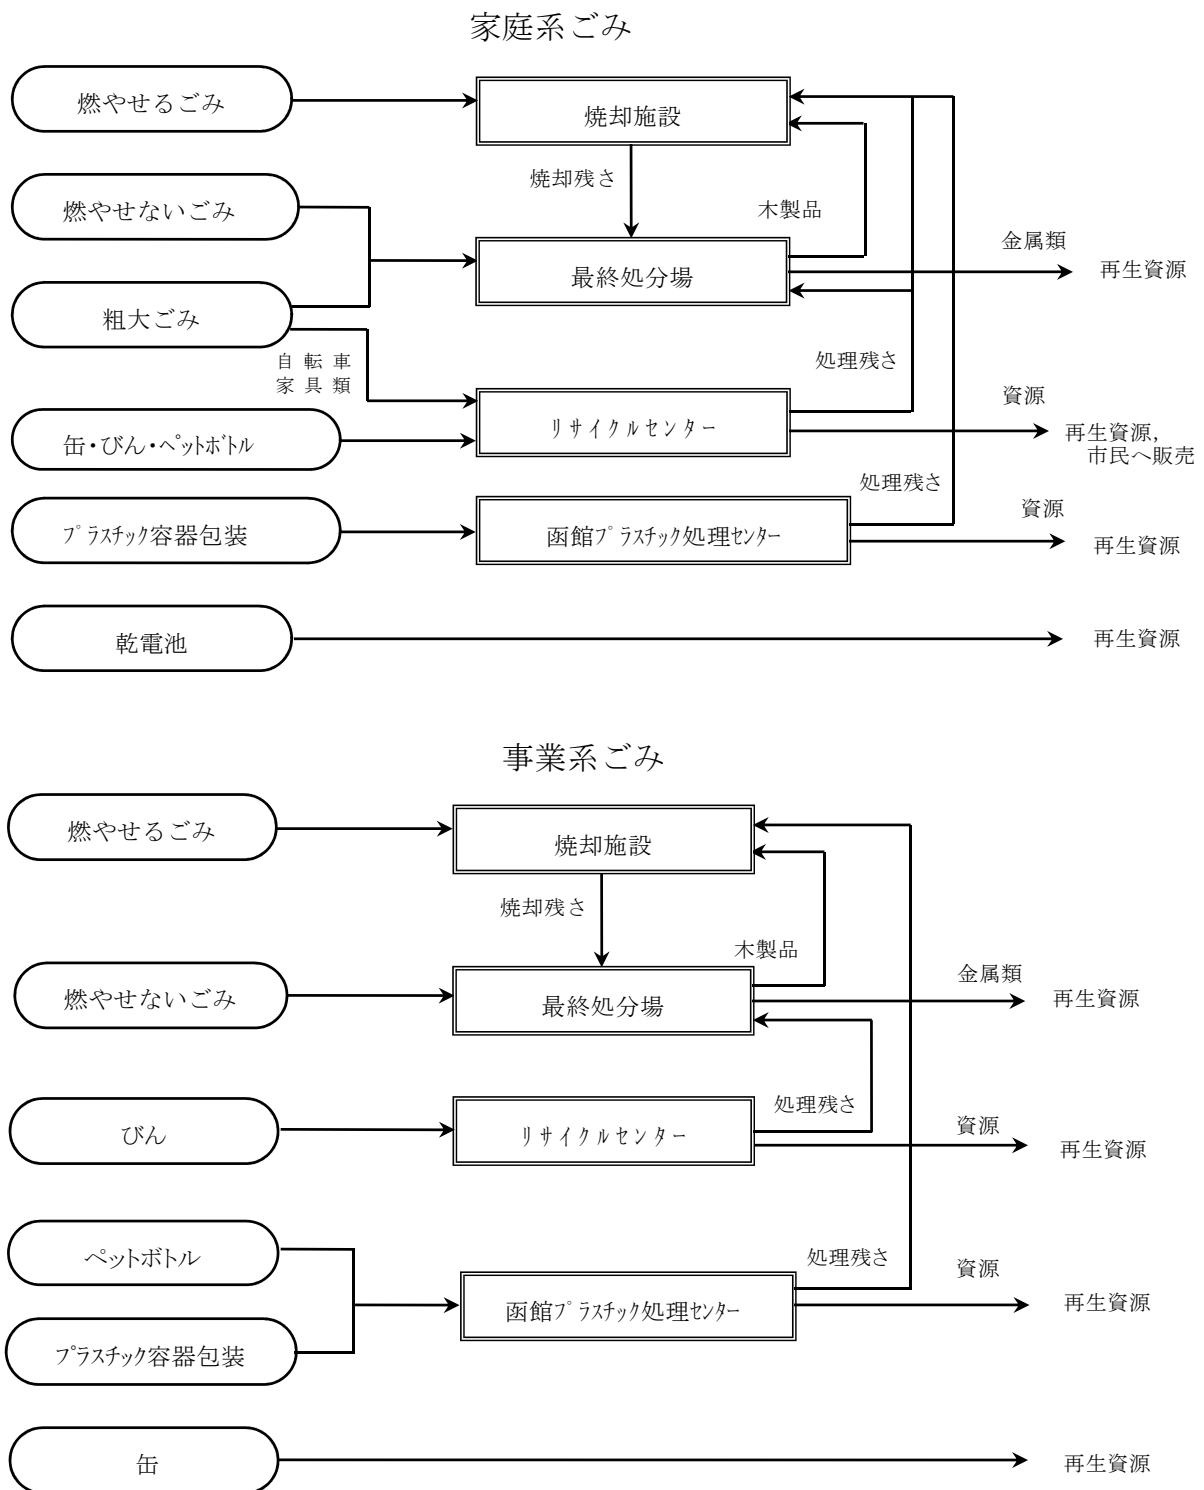 家庭系ごみ
燃やせるごみ
焼却施設
焼却残さ
燃やせないごみ
木製品
金属類
最終処分場
再生資源
粗大ごみ
自転車
家具類
処理残さ
資源
缶・びん・ペットボトル
リサイクルセンター
再生資源，
市民へ販売
処理残さ
資源
プラスチック容器包装
函館プラスチック処理センター
再生資源
乾電池
再生資源
事業系ごみ
燃やせるごみ
焼却施設
焼却残さ
木製品
金属類
燃やせないごみ
最終処分場
再生資源
処理残さ
資源
びん
リサイクルセンター
再生資源
ペットボトル
処理残さ
資源
函館プラスチック処理センター
再生資源
プラスチック容器包装
缶
再生資源